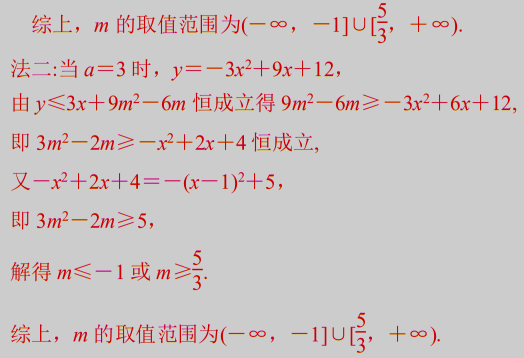 综上，m 的取值范围为(－∞，－1]∪[5/3，＋∞).
法二:当 a＝3 时，y＝－3x²＋9x＋12，
由 y≤3x＋9m²－6m 恒成立得 9m²－6m≥－3x²＋6x＋12,
即 3m²－2m≥－x²＋2x＋4 恒成立,
又－x²＋2x＋4＝－(x－1)²＋5，
即 3m²－2m≥5，
解得 m≤－1 或 m≥5/3.
综上，m 的取值范围为(－∞，－1]∪[5/3，＋∞).